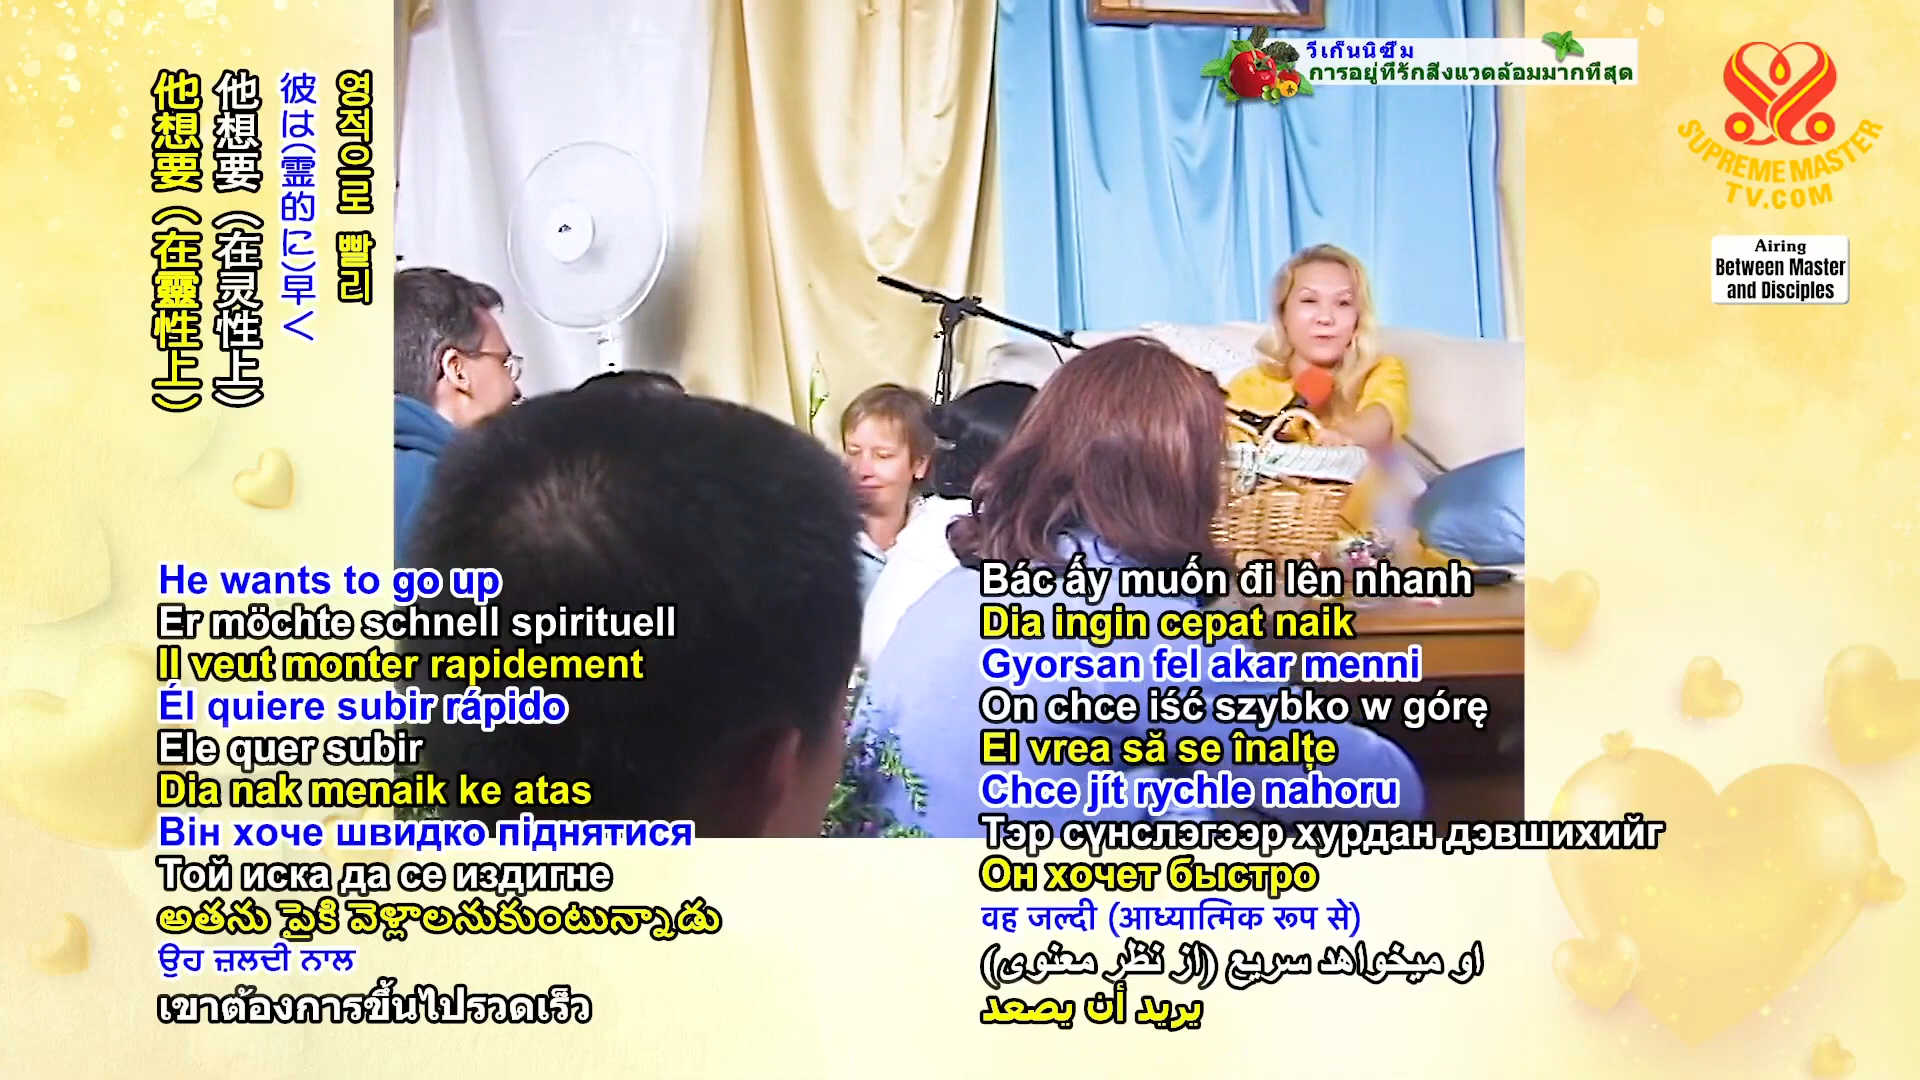 วีแก็นนิซึม
การอยู่ที่รักสิ่งแวดล้อมมากที่สุด
SUPREME MASTER
TV.COM
Airing
Between Master
and Disciples
영적으로 빨리
彼は(霊的に)早く
他想要（在灵性上）
他想要（在靈性上）
He wants to go up
Er möchte schnell spirituell
Il veut monter rapidement
Él quiere subir rápido
Ele quer subir
Dia nak menaik ke atas
Він хоче швидко піднятися
Той иска да се издигне
అతను పైకి వెళ్లాలనుకుంటున్నాడు
ਉਹ ਜ਼ਲਦੀ ਨਾਲ
เขาต้องการขึ้นไปรวดเร็ว
Bác ấy muốn đi lên nhanh
Dia ingin cepat naik
Gyorsan fel akar menni
On chce iść szybko w górę
El vrea să se înalțe
Chce jít rychle nahoru
Тэр сүнслэгээр хурдан дэвшихийг
Он хочет быстро
वह जल्दी (आध्यात्मिक रूप से)
او میخواهد سریع (از نظر معنوی)
يريد أن يصعد